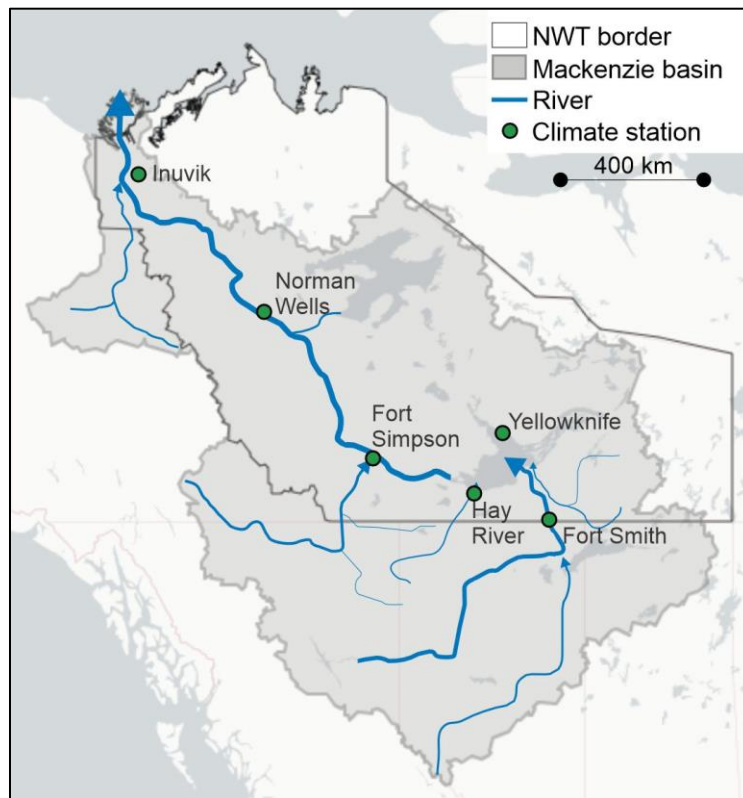 NWT border
Mackenzie basin
River
Climate station
400 km
Inuvik
Norman
Wells
Fort
Simpson
Yellowknife
Hay
River
Fort Smith